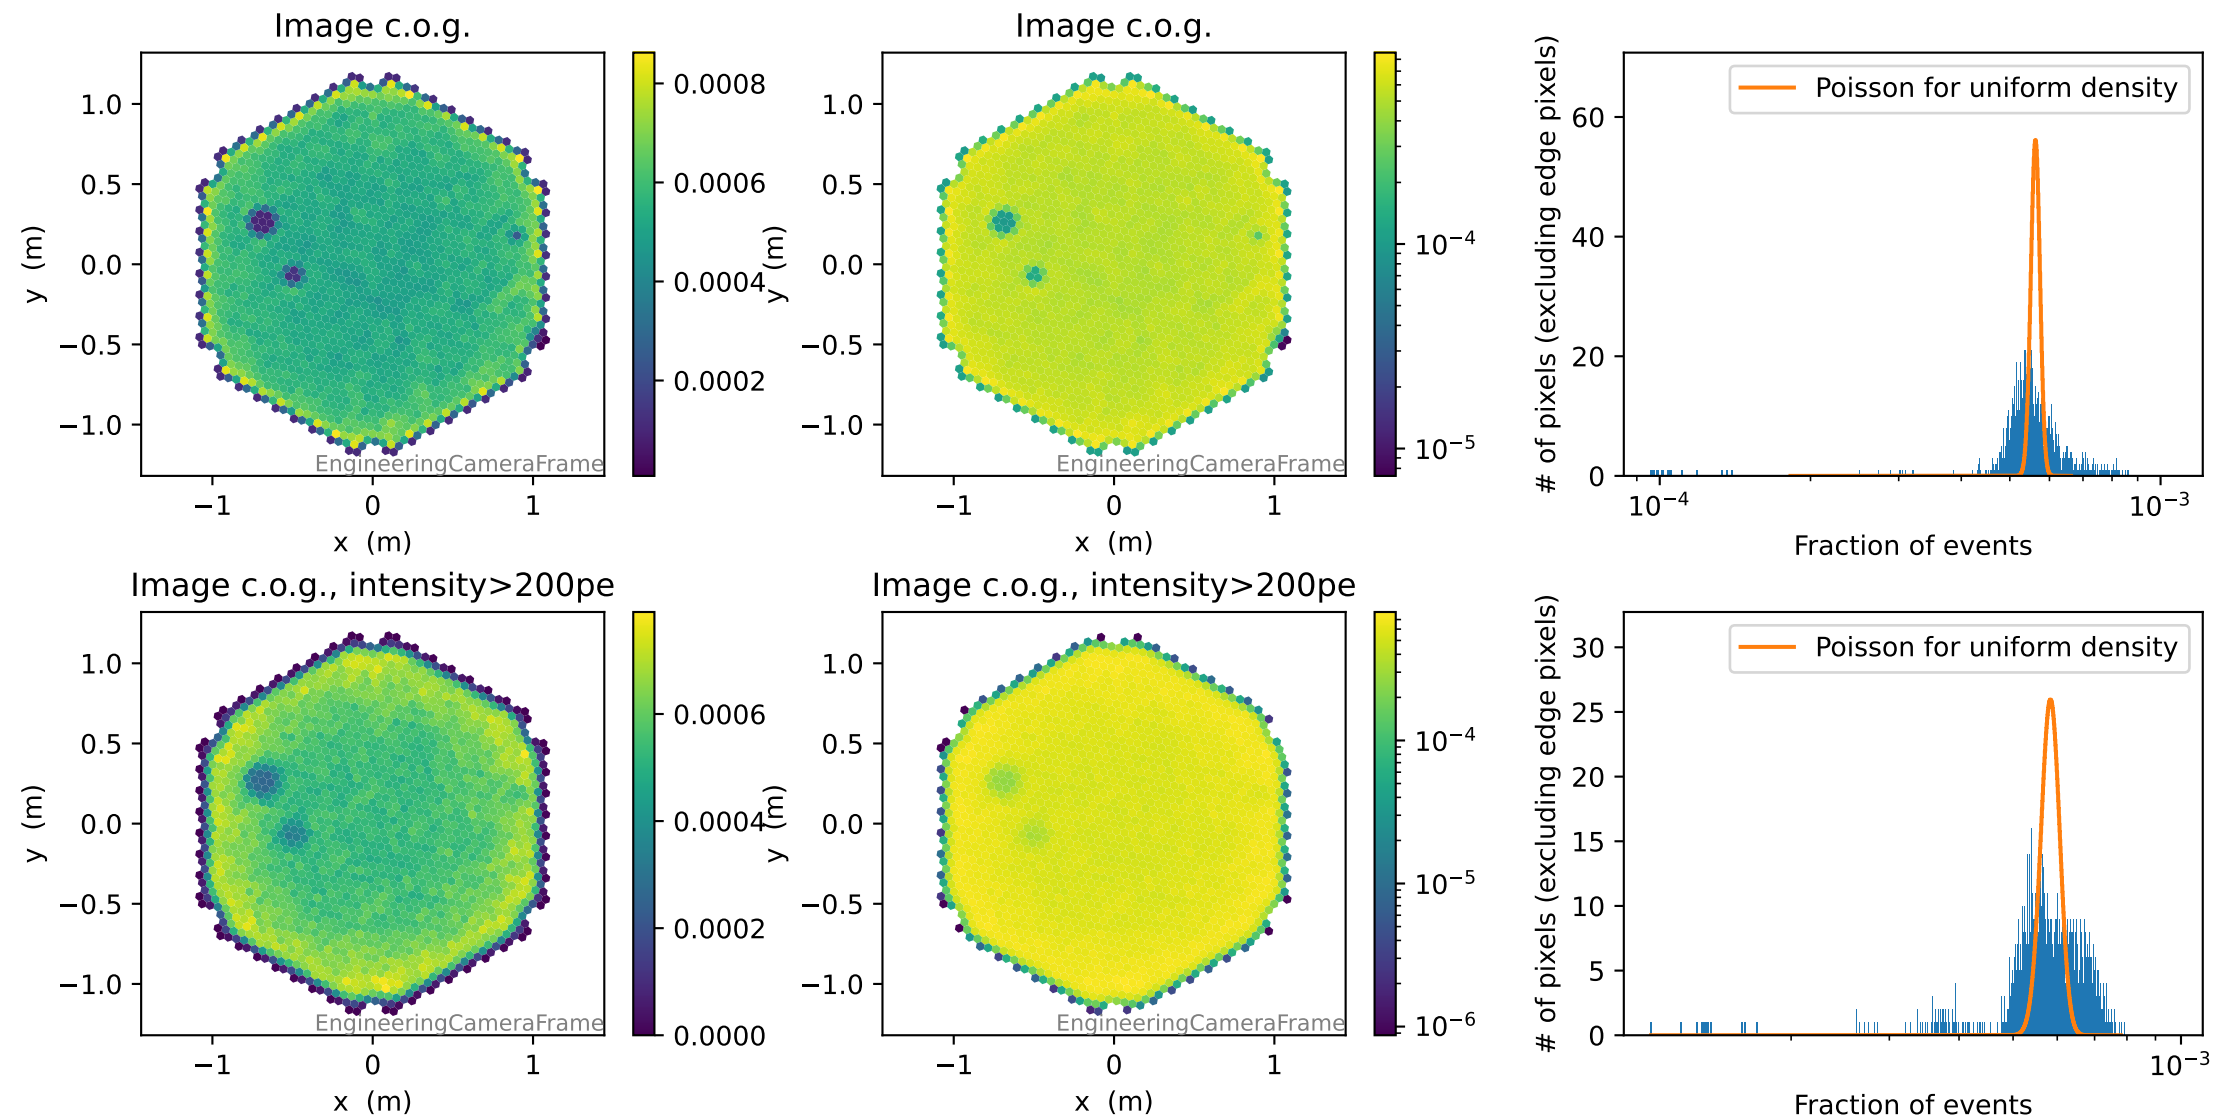 Image c.o.g.
y (m)
1.0
0.5
0.0
−0.5
−1.0
−1 0 1
x (m)
EngineeringCameraFrame
0.0008
0.0006
0.0004
0.0002
Image c.o.g.
y (m)
1.0
0.5
0.0
−0.5
−1.0
−1 0 1
x (m)
EngineeringCameraFrame
10−4
10−5
# of pixels (excluding edge pixels)
60
40
20
0
Poisson for uniform density
10−4 10−3
Fraction of events
Image c.o.g., intensity>200pe
y (m)
1.0
0.5
0.0
−0.5
−1.0
−1 0 1
x (m)
EngineeringCameraFrame
0.0006
0.0004
0.0002
0.0000
Image c.o.g., intensity>200pe
y (m)
1.0
0.5
0.0
−0.5
−1.0
−1 0 1
x (m)
EngineeringCameraFrame
10−4
10−5
10−6
# of pixels (excluding edge pixels)
30
25
20
15
10
5
0
Poisson for uniform density
10−3
Fraction of events